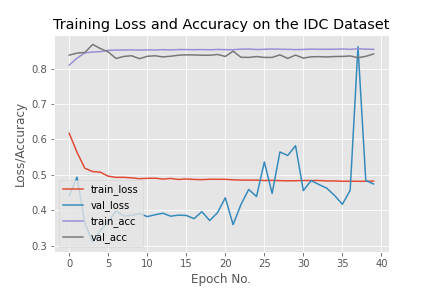 Training Loss and Accuracy on the IDC Dataset
Loss/Accuracy
0.8
0.7
0.6
0.5
0.4
0.3
train_loss
val_loss
train_acc
val_acc
0 5 10 15 20 25 30 35 40
Epoch No.